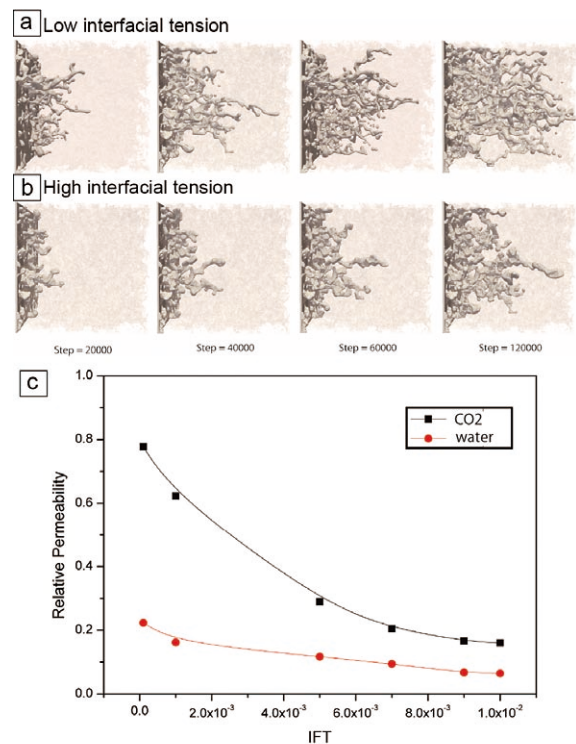 a Low interfacial tension
b High interfacial tension
Step = 20000 Step = 40000 Step = 60000 Step = 120000
c
1.0
0.8
0.6
0.4
0.2
0.0
Relative Permeability
CO2
water
0.0 2.0x10⁻³ 4.0x10⁻³ 6.0x10⁻³ 8.0x10⁻³ 1.0x10⁻²
IFT